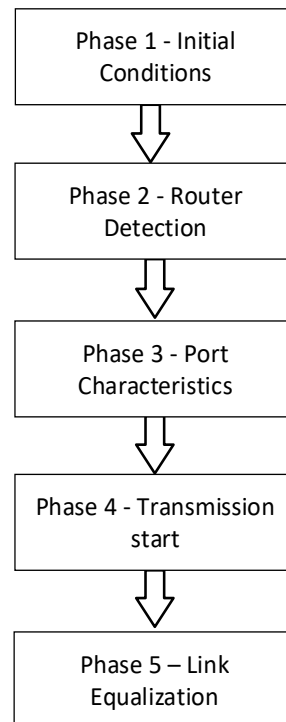 Phase 1 - Initial
Conditions
Phase 2 - Router
Detection
Phase 3 - Port
Characteristics
Phase 4 - Transmission
start
Phase 5 – Link
Equalization